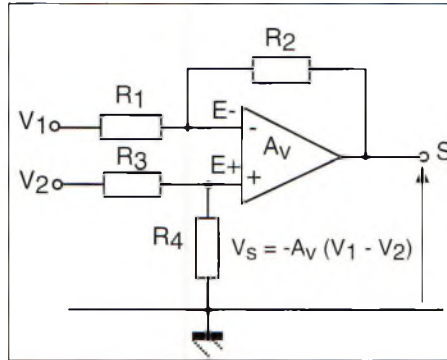 R2
V1 R1 E- -
AV S
V2 R3 E+ +
R4 VS = -AV (V1 - V2)